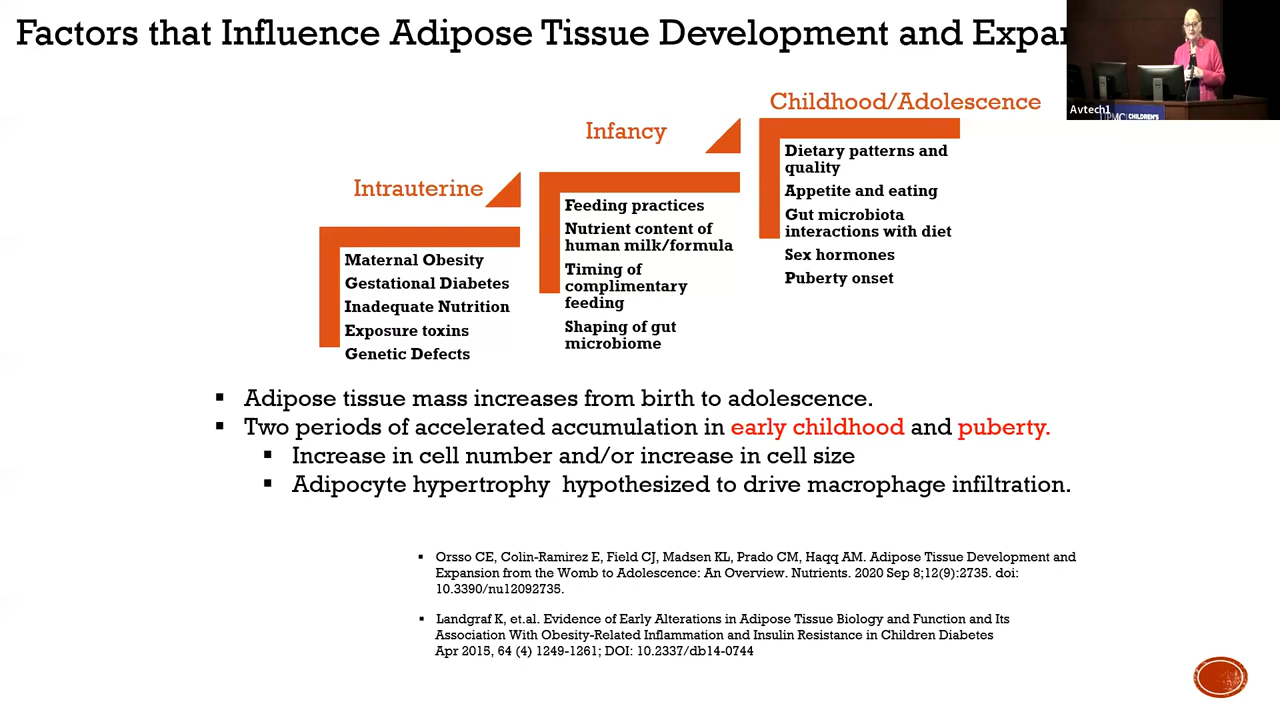 Factors that Influence Adipose Tissue Development and Expan
Avtech1
UPMC CHILDREN'S
Childhood/Adolescence
Infancy
Intrauterine
Dietary patterns and
quality
Appetite and eating
Gut microbiota
interactions with diet
Sex hormones
Puberty onset
Feeding practices
Nutrient content of
human milk/formula
Timing of
complimentary
feeding
Shaping of gut
microbiome
Maternal Obesity
Gestational Diabetes
Inadequate Nutrition
Exposure toxins
Genetic Defects
▪ Adipose tissue mass increases from birth to adolescence.
▪ Two periods of accelerated accumulation in early childhood and puberty.
▪ Increase in cell number and/or increase in cell size
▪ Adipocyte hypertrophy hypothesized to drive macrophage infiltration.
▪ Orsso CE, Colin-Ramirez E, Field CJ, Madsen KL, Prado CM, Haqq AM. Adipose Tissue Development and
Expansion from the Womb to Adolescence: An Overview. Nutrients. 2020 Sep 8;12(9):2735. doi:
10.3390/nu12092735.
▪ Landgraf K, et.al. Evidence of Early Alterations in Adipose Tissue Biology and Function and Its
Association With Obesity-Related Inflammation and Insulin Resistance in Children Diabetes
Apr 2015, 64 (4) 1249-1261; DOI: 10.2337/db14-0744